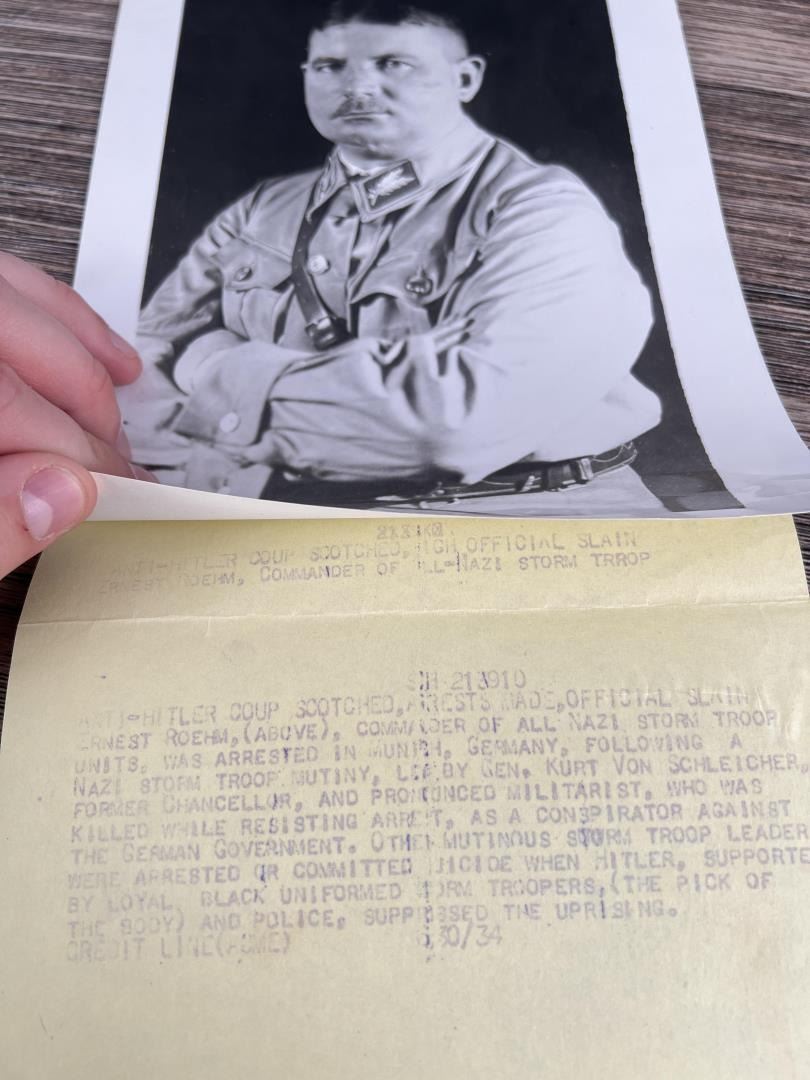 ANTI-HITLER COUP SCOTCHED, HIGH OFFICIAL SLAIN
ERNEST ROEHM, COMMANDER OF ALL-NAZI STORM TRROP
SH 213910
ANTI-HITLER COUP SCOTCHED, ARRESTS MADE, OFFICIAL SLAIN
ERNEST ROEHM, (ABOVE), COMMANDER OF ALL NAZI STORM TROOP
UNITS, WAS ARRESTED IN MUNICH, GERMANY, FOLLOWING A
NAZI STORM TROOP MUTINY, LED BY GEN. KURT VON SCHLEICHER,
FORMER CHANCELLOR, AND PRONOUNCED MILITARIST, WHO WAS
KILLED WHILE RESISTING ARREST, AS A CONSPIRATOR AGAINST
THE GERMAN GOVERNMENT. OTHER MUTINOUS STORM TROOP LEADER
WERE ARRESTED OR COMMITTED SUICIDE WHEN HITLER, SUPPORTE
BY LOYAL BLACK UNIFORMED STORM TROOPERS, (THE PICK OF
THE BODY) AND POLICE, SUPPRESSED THE UPRISING.
CREDIT LINE (ACME) 6/30/34